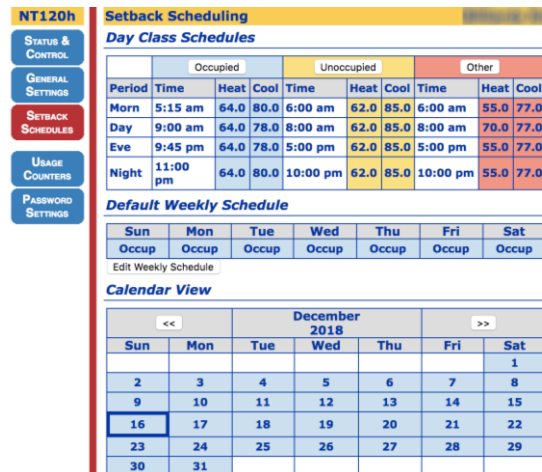 NT120h
Setback Scheduling
Status & Control
General Settings
Setback Schedules
Usage Counters
Password Settings
Day Class Schedules
Occupied Unoccupied Other
Period Time Heat Cool Time Heat Cool Time Heat Cool
Morn 5:15 am 64.0 80.0 6:00 am 62.0 85.0 6:00 am 55.0 77.0
Day 9:00 am 64.0 78.0 8:00 am 62.0 85.0 8:00 am 70.0 77.0
Eve 9:45 pm 64.0 78.0 5:00 pm 62.0 85.0 5:00 pm 55.0 77.0
Night 11:00 pm 64.0 80.0 10:00 pm 62.0 85.0 10:00 pm 55.0 77.0
Default Weekly Schedule
Sun Mon Tue Wed Thu Fri Sat
Occup Occup Occup Occup Occup Occup Occup
Edit Weekly Schedule
Calendar View
<< December 2018 >>
Sun Mon Tue Wed Thu Fri Sat
1
2 3 4 5 6 7 8
9 10 11 12 13 14 15
16 17 18 19 20 21 22
23 24 25 26 27 28 29
30 31